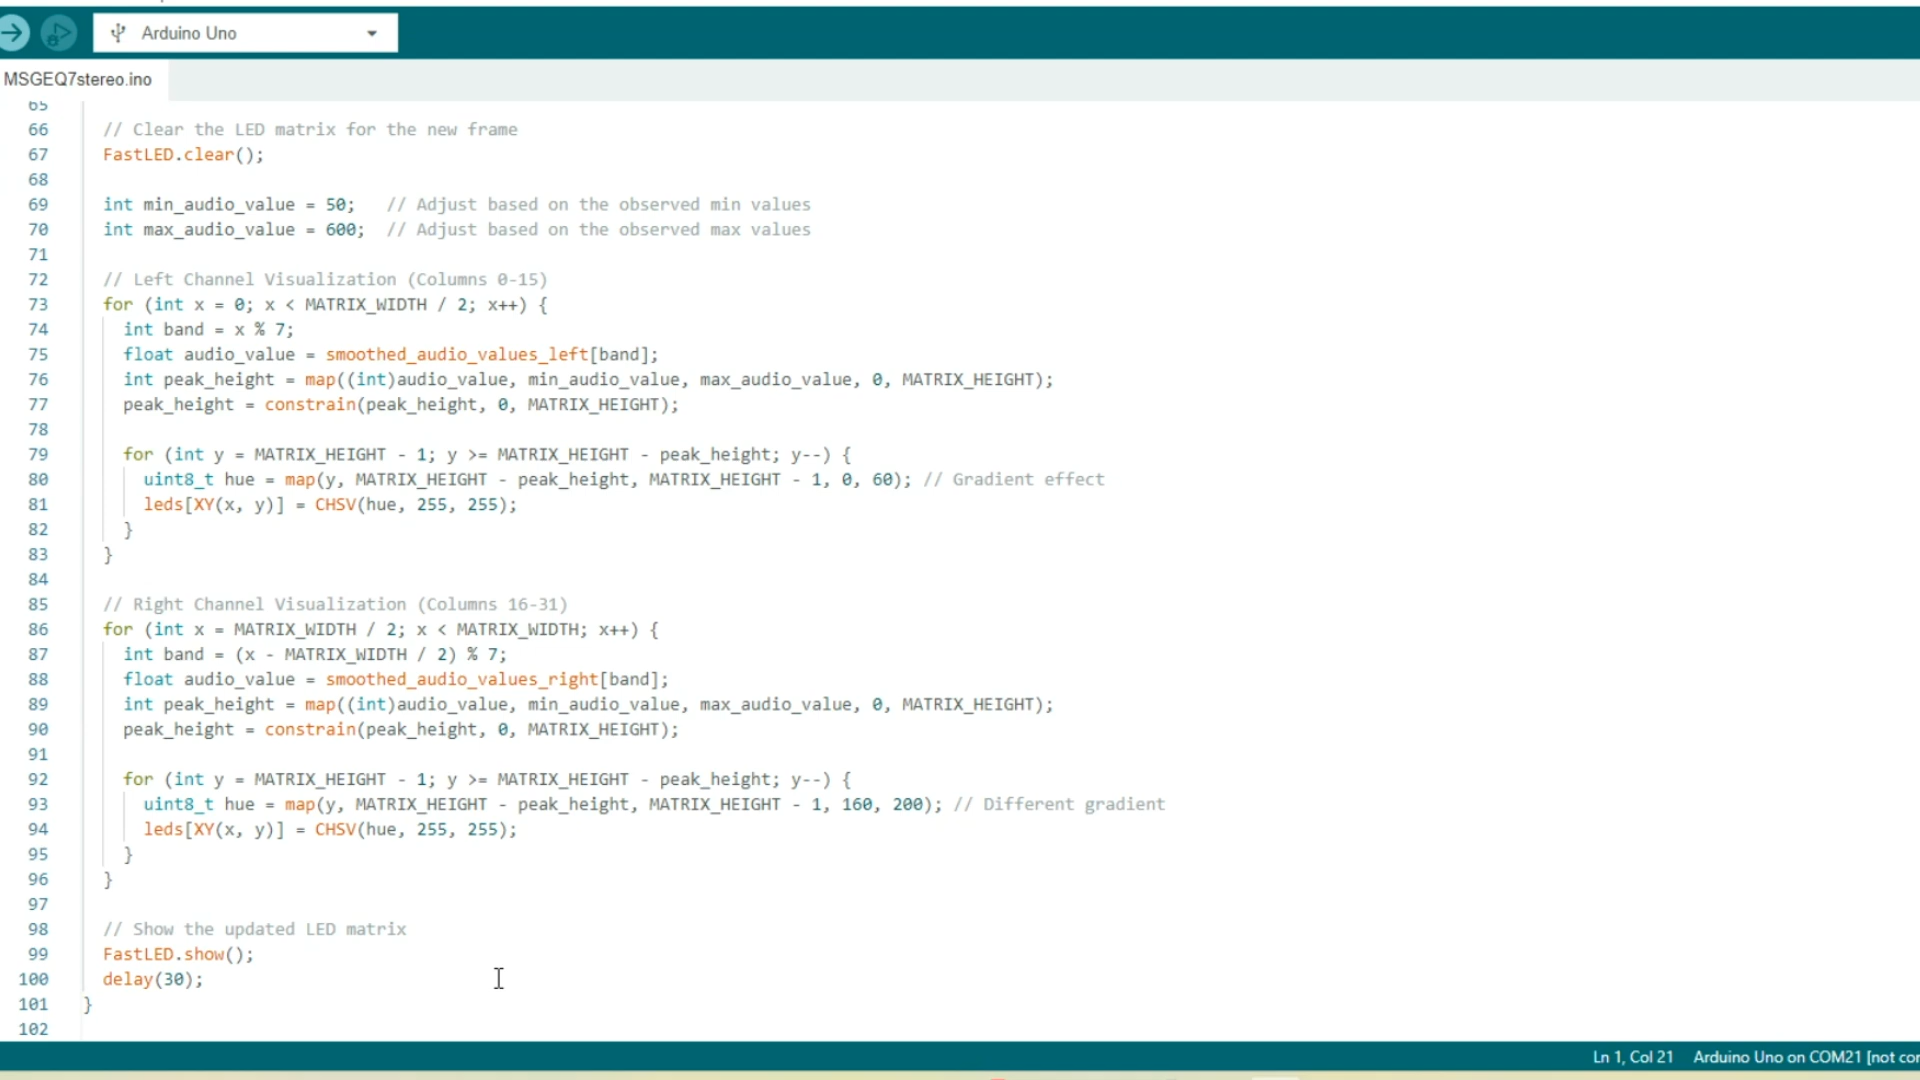 Arduino Uno
MSGEQ7stereo.ino
65
66 // Clear the LED matrix for the new frame
67 FastLED.clear();
68
69 int min_audio_value = 50;   // Adjust based on the observed min values
70 int max_audio_value = 600;  // Adjust based on the observed max values
71
72 // Left Channel Visualization (Columns 0-15)
73 for (int x = 0; x < MATRIX_WIDTH / 2; x++) {
74 int band = x % 7;
75 float audio_value = smoothed_audio_values_left[band];
76 int peak_height = map((int)audio_value, min_audio_value, max_audio_value, 0, MATRIX_HEIGHT);
77 peak_height = constrain(peak_height, 0, MATRIX_HEIGHT);
78
79 for (int y = MATRIX_HEIGHT - 1; y >= MATRIX_HEIGHT - peak_height; y--) {
80 uint8_t hue = map(y, MATRIX_HEIGHT - peak_height, MATRIX_HEIGHT - 1, 0, 60); // Gradient effect
81 leds[XY(x, y)] = CHSV(hue, 255, 255);
82 }
83 }
84
85 // Right Channel Visualization (Columns 16-31)
86 for (int x = MATRIX_WIDTH / 2; x < MATRIX_WIDTH; x++) {
87 int band = (x - MATRIX_WIDTH / 2) % 7;
88 float audio_value = smoothed_audio_values_right[band];
89 int peak_height = map((int)audio_value, min_audio_value, max_audio_value, 0, MATRIX_HEIGHT);
90 peak_height = constrain(peak_height, 0, MATRIX_HEIGHT);
91
92 for (int y = MATRIX_HEIGHT - 1; y >= MATRIX_HEIGHT - peak_height; y--) {
93 uint8_t hue = map(y, MATRIX_HEIGHT - peak_height, MATRIX_HEIGHT - 1, 160, 200); // Different gradient
94 leds[XY(x, y)] = CHSV(hue, 255, 255);
95 }
96 }
97
98 // Show the updated LED matrix
99 FastLED.show();
100 delay(30);
101 }
102
Ln 1, Col 21 Arduino Uno on COM21 [not con